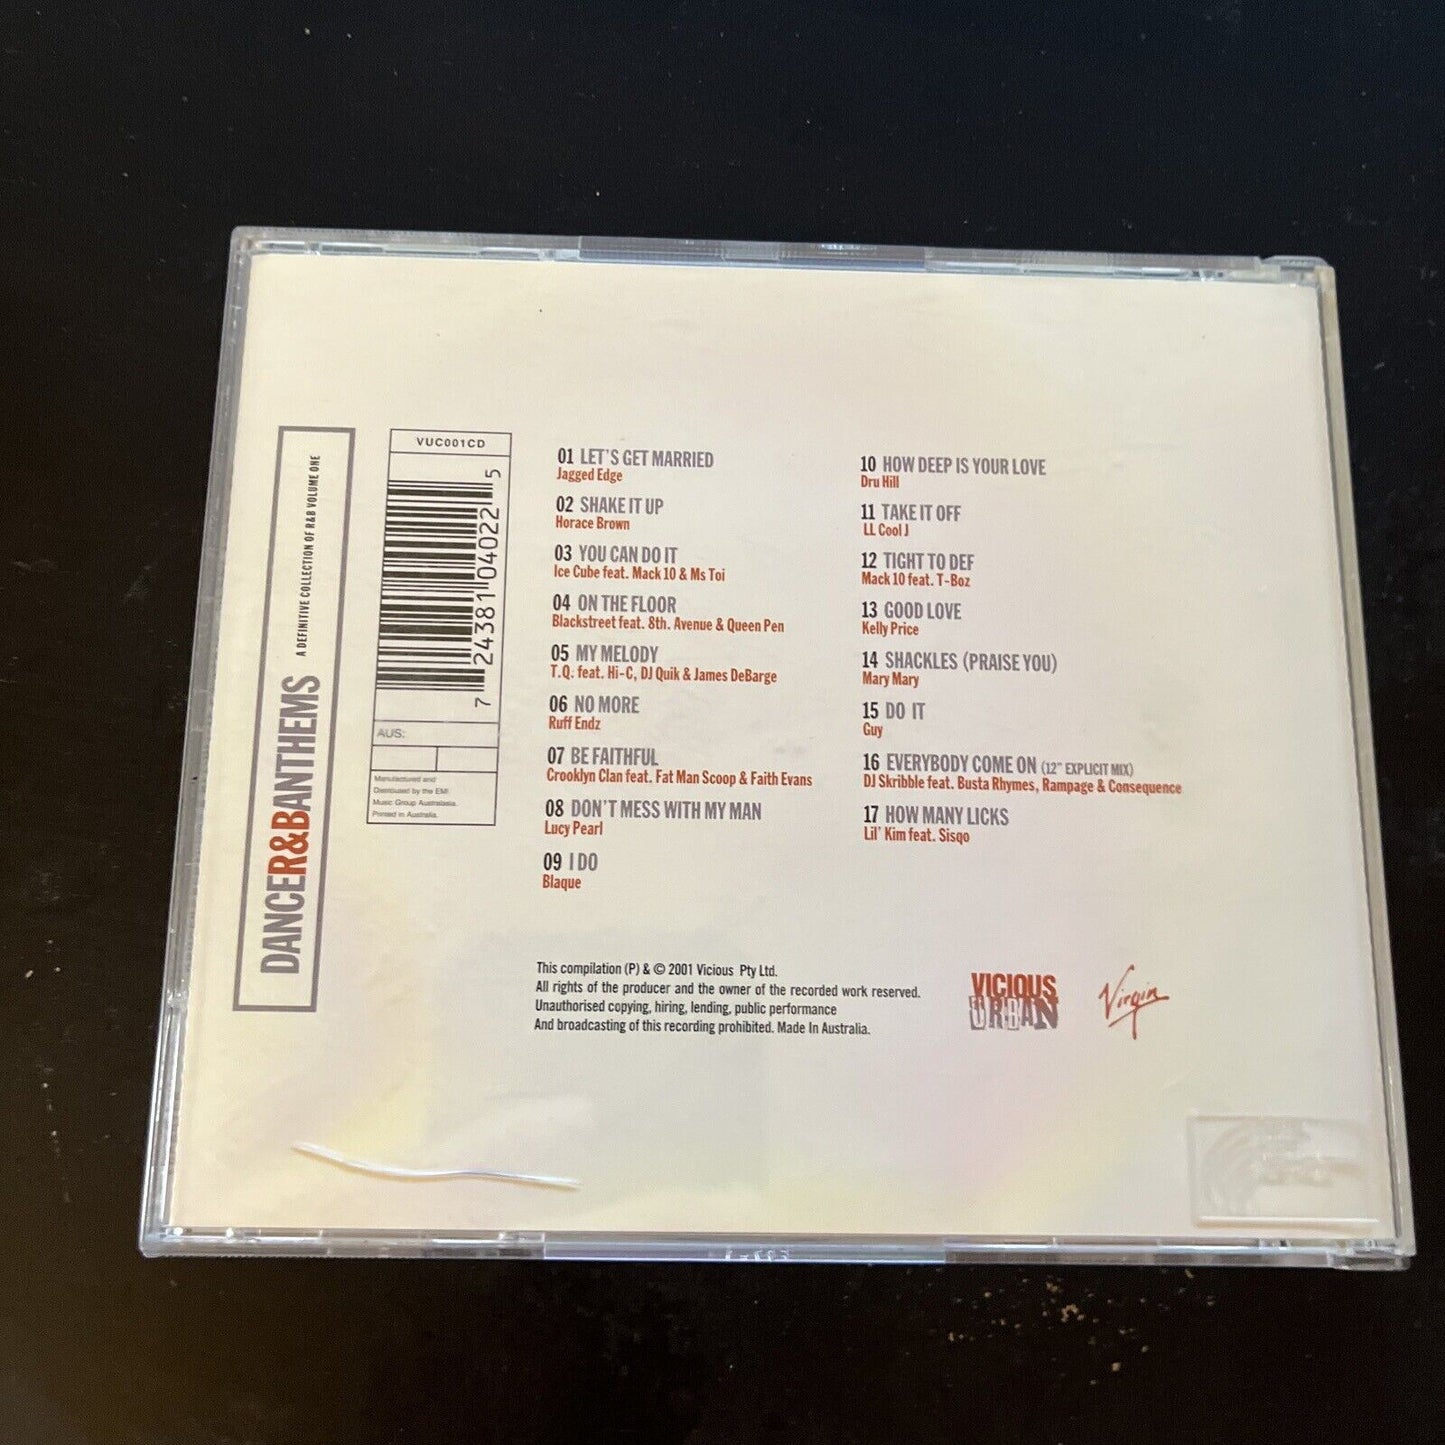 DANCER&BANTHEMS
A DEFINITIVE COLLECTION OF R&B VOLUME ONE
VUC001CD
7 24381 04022 5
AUS:
Manufactured and
Distributed by the EMI
Music Group Australasia.
Printed in Australia.
01 LET'S GET MARRIED
Jagged Edge
02 SHAKE IT UP
Horace Brown
03 YOU CAN DO IT
Ice Cube feat. Mack 10 & Ms Toi
04 ON THE FLOOR
Blackstreet feat. 8th. Avenue & Queen Pen
05 MY MELODY
T.Q. feat. Hi-C, DJ Quik & James DeBarge
06 NO MORE
Ruff Endz
07 BE FAITHFUL
Crooklyn Clan feat. Fat Man Scoop & Faith Evans
08 DON'T MESS WITH MY MAN
Lucy Pearl
09 I DO
Blaque
10 HOW DEEP IS YOUR LOVE
Dru Hill
11 TAKE IT OFF
LL Cool J
12 TIGHT TO DEF
Mack 10 feat. T-Boz
13 GOOD LOVE
Kelly Price
14 SHACKLES (PRAISE YOU)
Mary Mary
15 DO IT
Guy
16 EVERYBODY COME ON (12" EXPLICIT MIX)
DJ Skribble feat. Busta Rhymes, Rampage & Consequence
17 HOW MANY LICKS
Lil' Kim feat. Sisqo
This compilation (P) & © 2001 Vicious Pty Ltd.
All rights of the producer and the owner of the recorded work reserved.
Unauthorised copying, hiring, lending, public performance
And broadcasting of this recording prohibited. Made In Australia.
VICIOUS
URBAN
Virgin